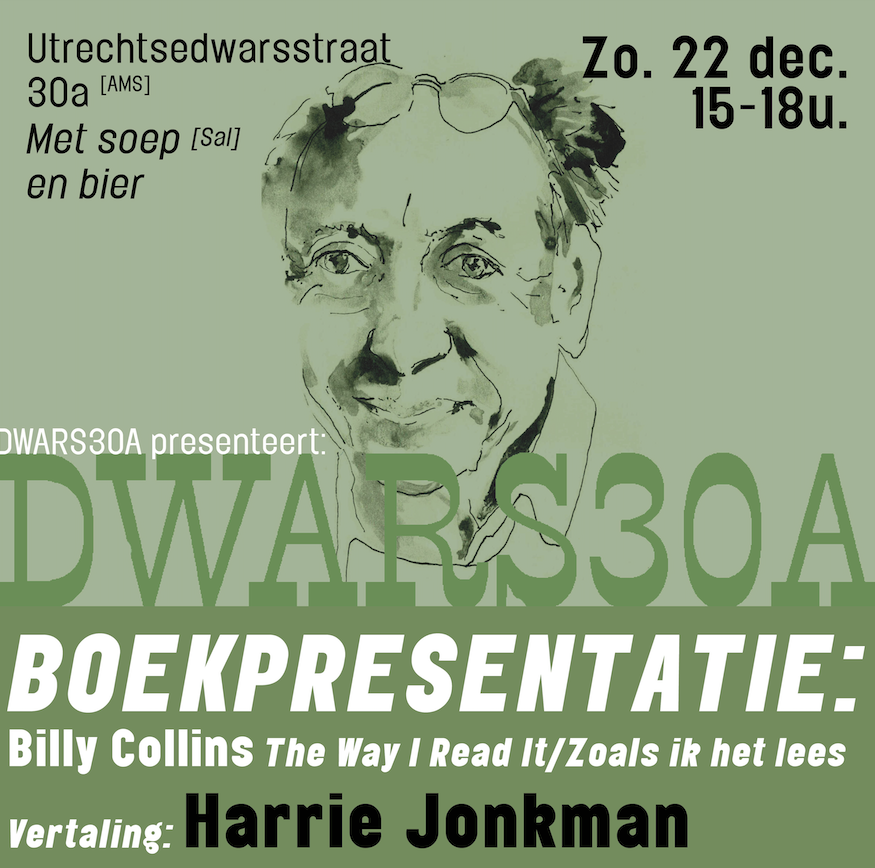 Utrechtsedwarsstraat
30a [AMS]
Met soep [Sal]
en bier
Zo. 22 dec.
15-18u.
DWARS30A presenteert:
DWARS30A
BOEKPRESENTATIE:
Billy Collins The Way I Read It/Zoals ik het lees
Vertaling: Harrie Jonkman